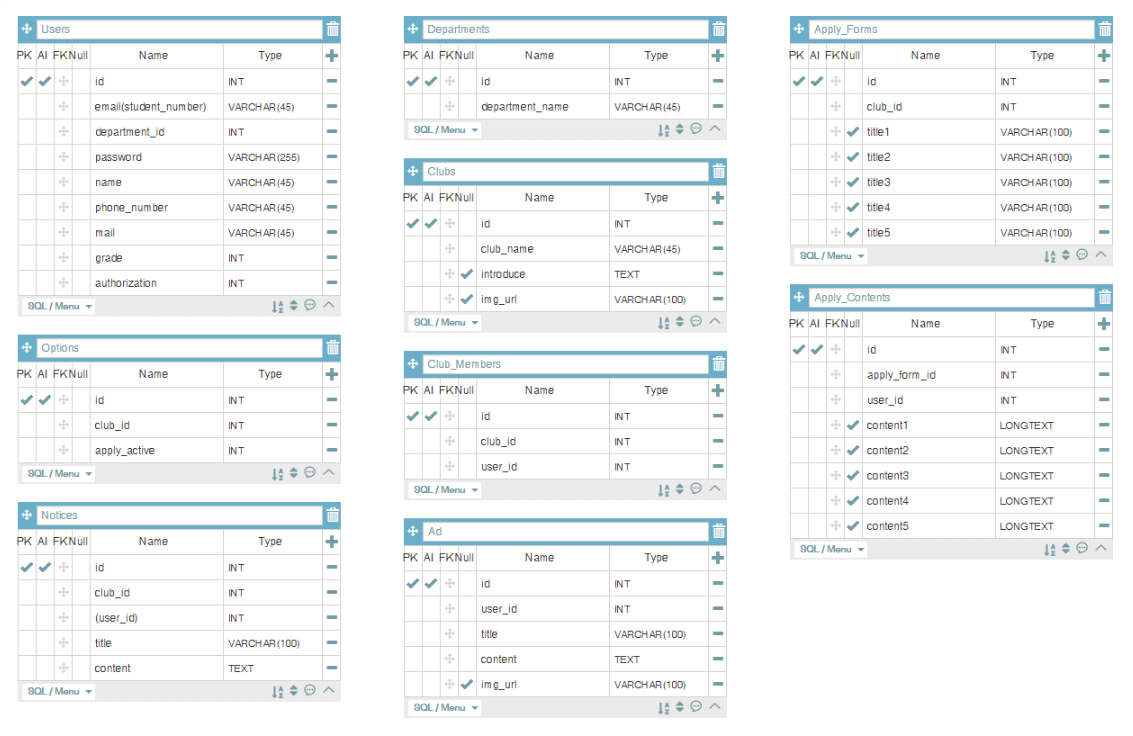 Users
PK AI FK Null Name Type
id INT
email(student_number) VARCHAR(45)
department_id INT
password VARCHAR(255)
name VARCHAR(45)
phone_number VARCHAR(45)
mail VARCHAR(45)
grade INT
authorization INT
SQL / Menu
Options
PK AI FK Null Name Type
id INT
club_id INT
apply_active INT
SQL / Menu
Notices
PK AI FK Null Name Type
id INT
club_id INT
(user_id) INT
title VARCHAR(100)
content TEXT
SQL / Menu
Departments
PK AI FK Null Name Type
id INT
department_name VARCHAR(45)
SQL / Menu
Clubs
PK AI FK Null Name Type
id INT
club_name VARCHAR(45)
introduce TEXT
img_url VARCHAR(100)
SQL / Menu
Club_Members
PK AI FK Null Name Type
id INT
club_id INT
user_id INT
SQL / Menu
Ad
PK AI FK Null Name Type
id INT
user_id INT
title VARCHAR(100)
content TEXT
img_url VARCHAR(100)
SQL / Menu
Apply_Forms
PK AI FK Null Name Type
id INT
club_id INT
title1 VARCHAR(100)
title2 VARCHAR(100)
title3 VARCHAR(100)
title4 VARCHAR(100)
title5 VARCHAR(100)
SQL / Menu
Apply_Contents
PK AI FK Null Name Type
id INT
apply_form_id INT
user_id INT
content1 LONGTEXT
content2 LONGTEXT
content3 LONGTEXT
content4 LONGTEXT
content5 LONGTEXT
SQL / Menu